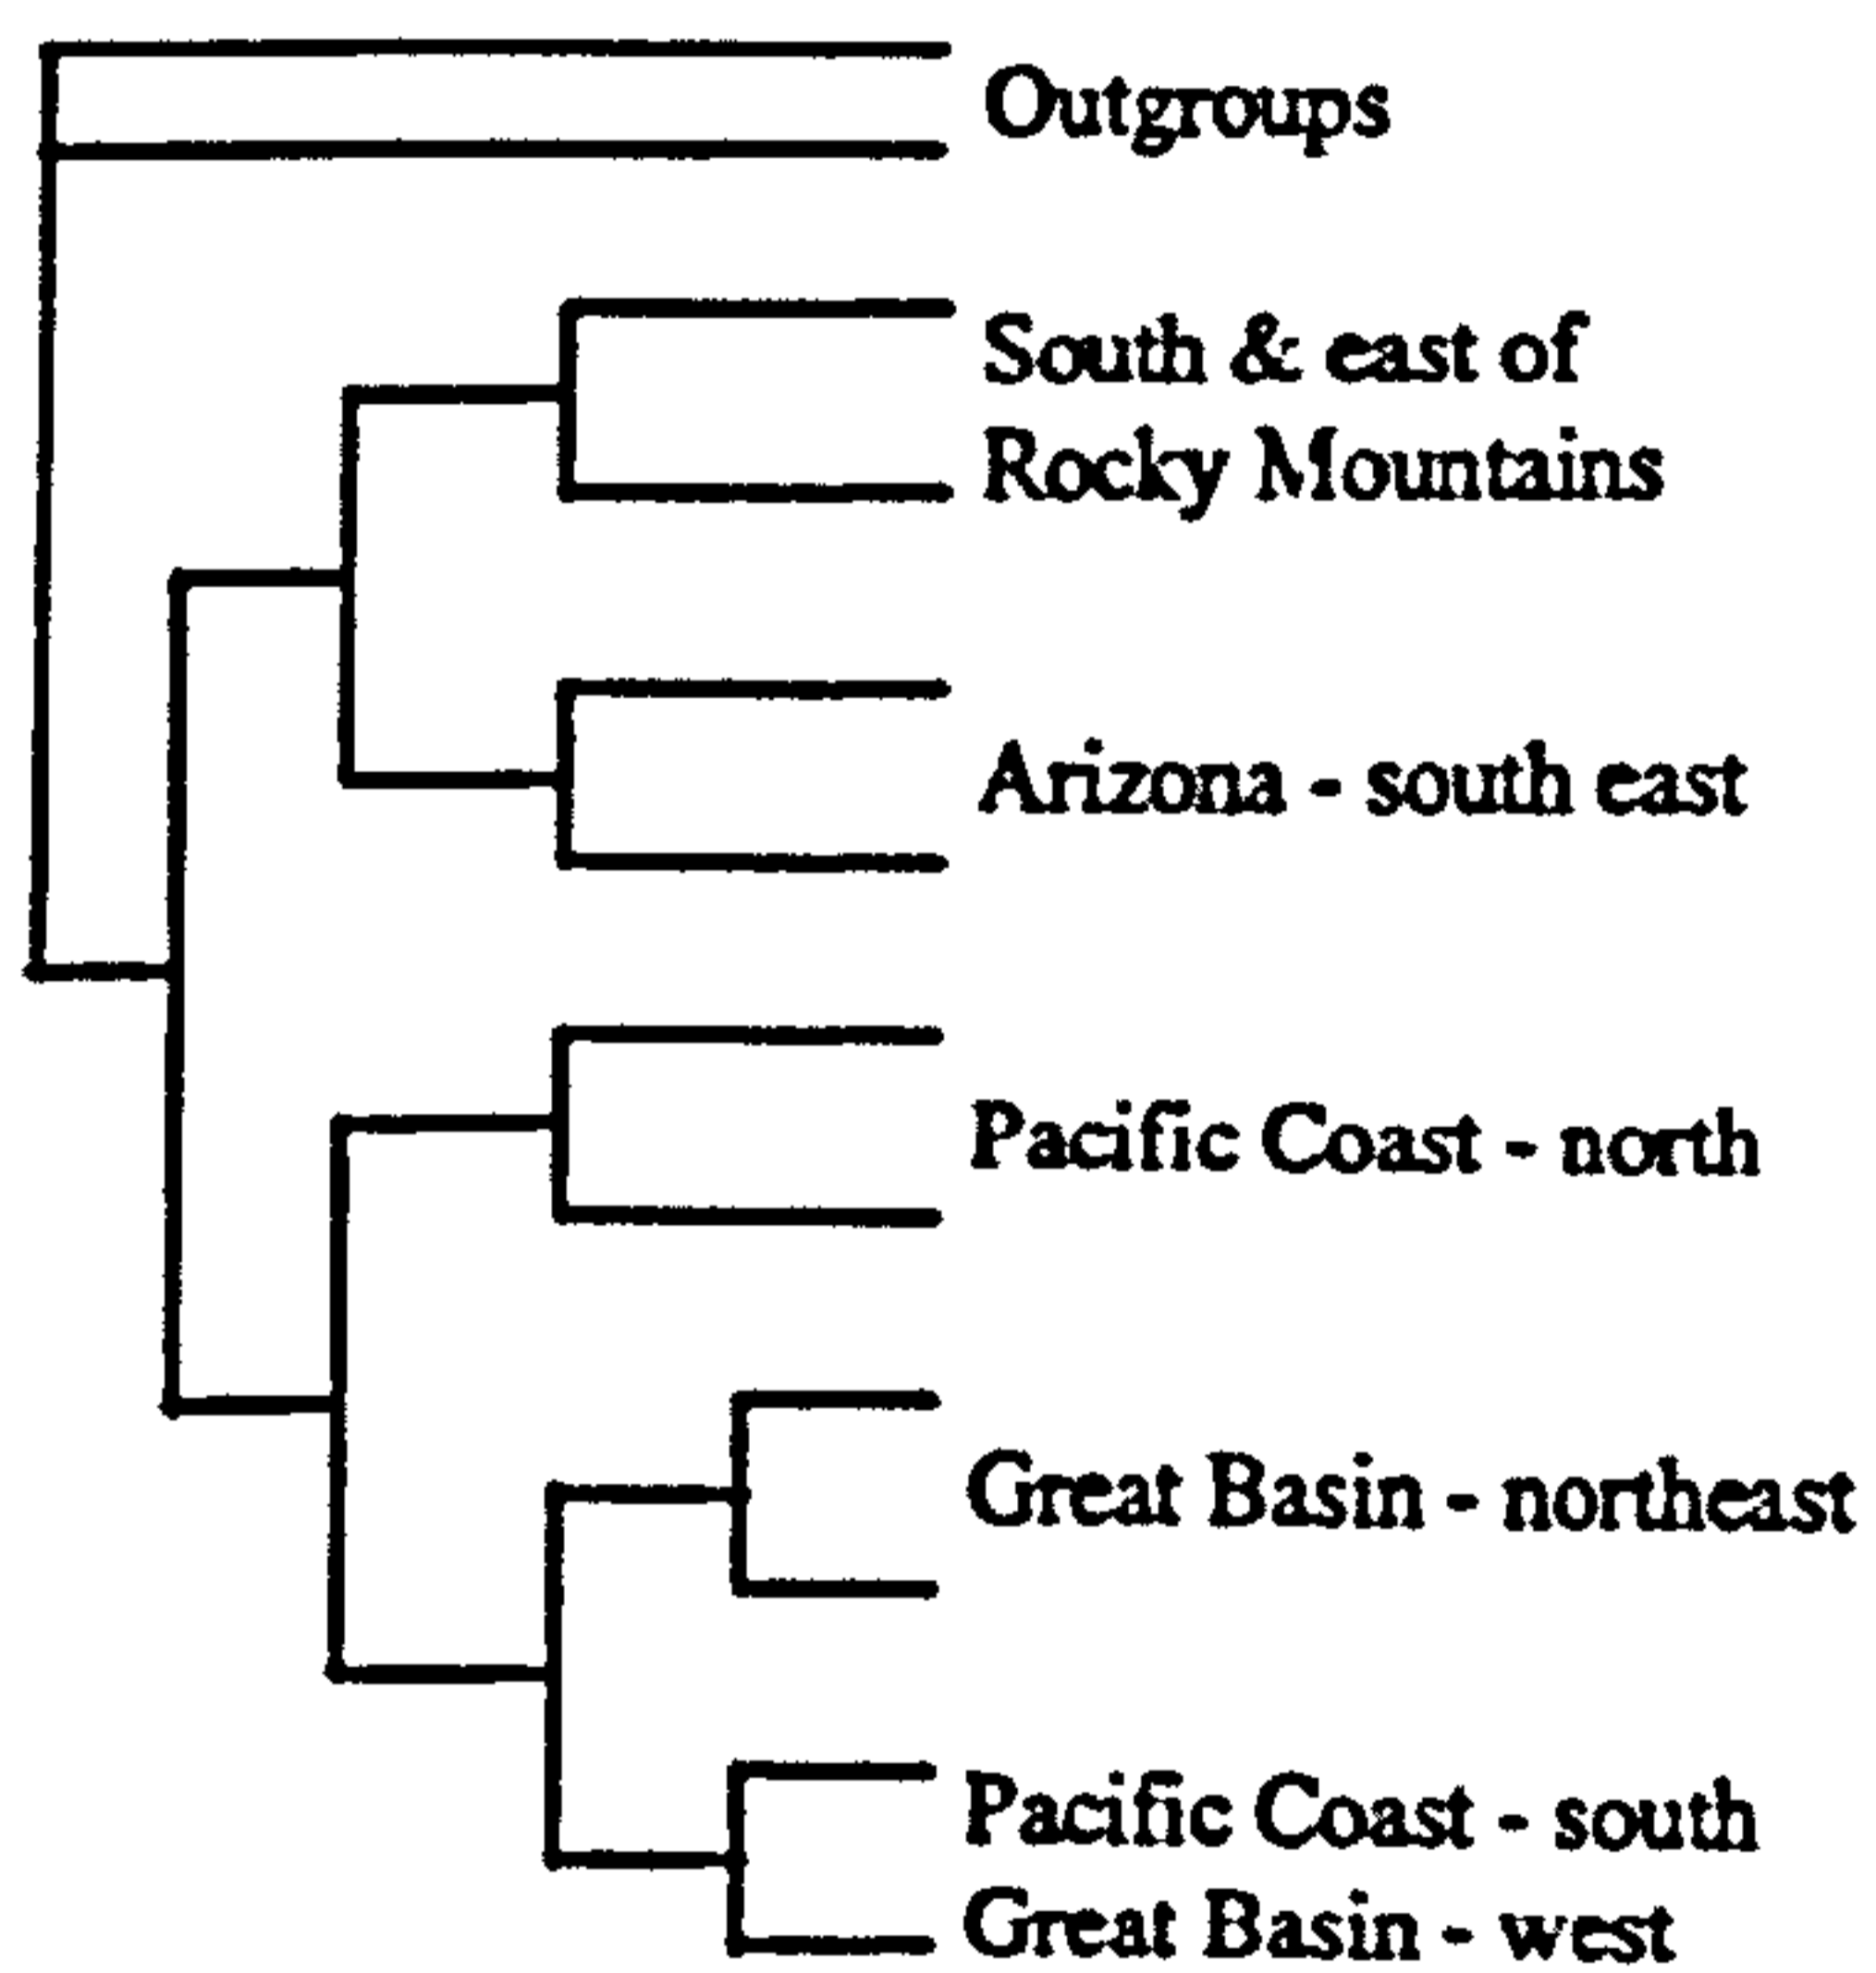 Outgroups
South & east of
Rocky Mountains
Arizona - south east
Pacific Coast - north
Great Basin - northeast
Pacific Coast - south
Great Basin - west